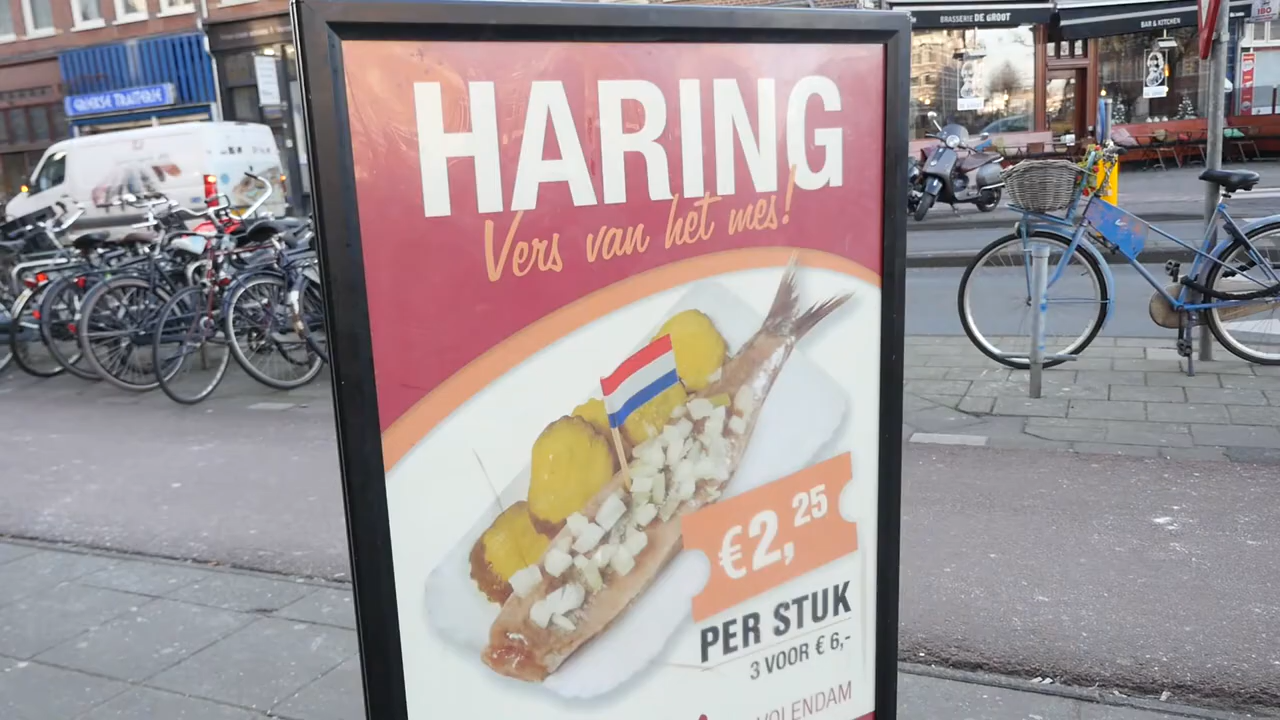 BRASSERIE DE GROOT
BAR & KITCHEN
HARING
Vers van het mes!
€2,25
PER STUK
3 VOOR € 6,-
VOLENDAM